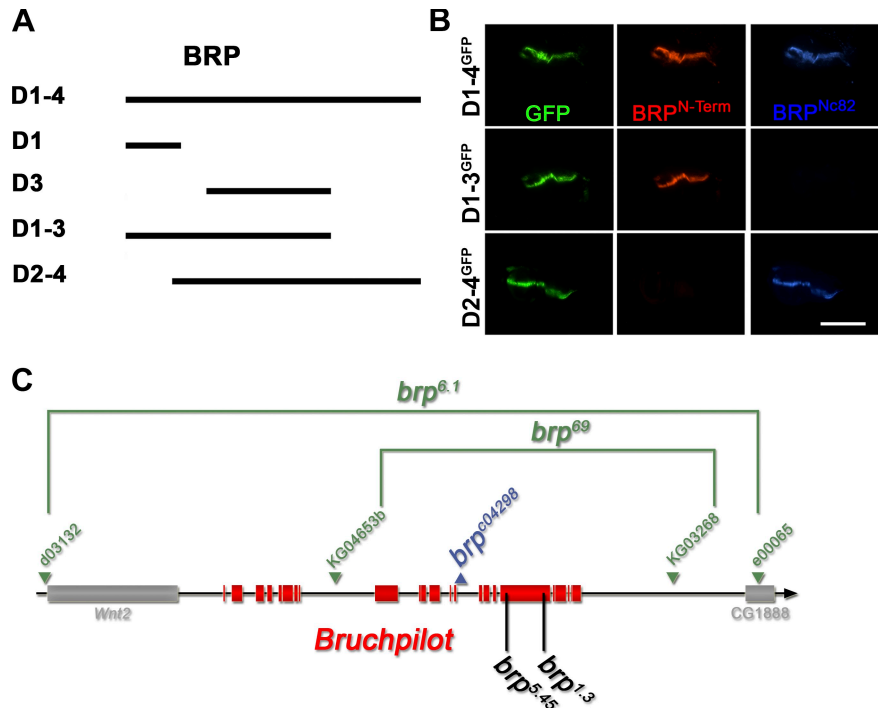 A
BRP
D1-4
D1
D3
D1-3
D2-4
B
D1-4GFP
GFP
BRPN-Term
BRPNc82
D1-3GFP
D2-4GFP
C
brp6.1
brp69
d03132
KG04653b
brpc04298
KG03268
e00065
Wnt2
CG1888
Bruchpilot
brp5.45
brp1.3